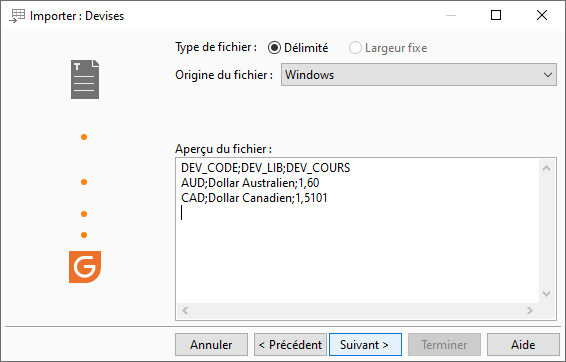 Importer : Devises
Type de fichier : Délimité Largeur fixe
Origine du fichier : Windows
T
Aperçu du fichier :
DEV_CODE;DEV_LIB;DEV_COURS
AUD;Dollar Australien;1,60
CAD;Dollar Canadien;1,5101
G
Annuler < Précédent Suivant > Terminer Aide